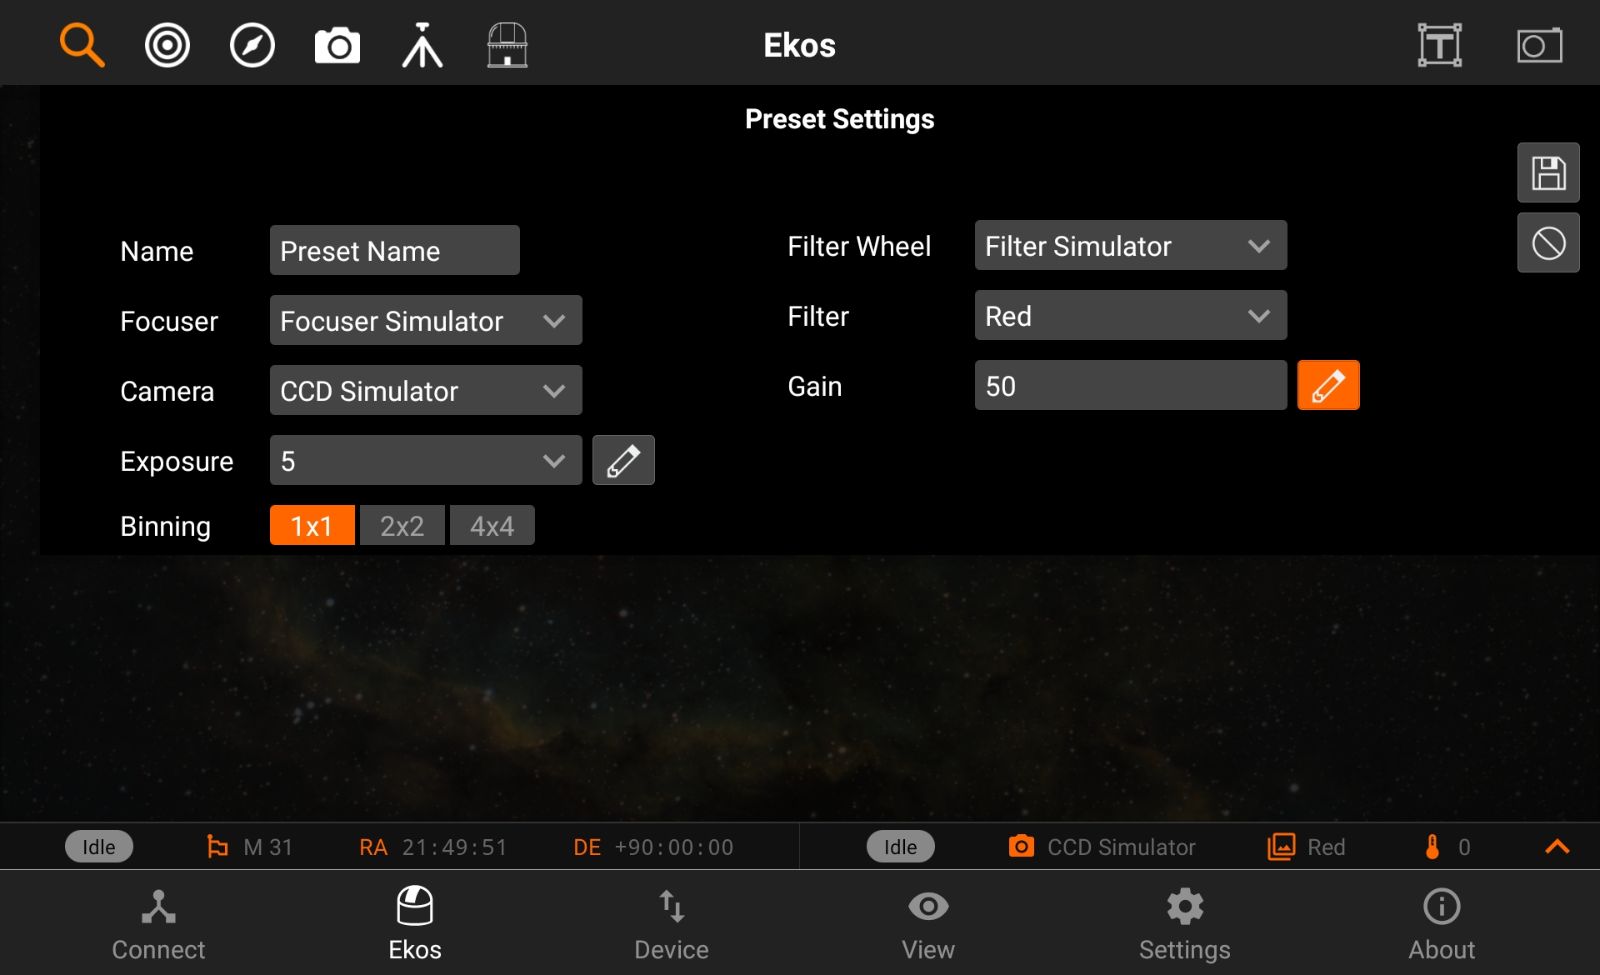 Ekos
T
Preset Settings
Name Preset Name
Focuser Focuser Simulator
Camera CCD Simulator
Exposure 5
Binning 1x1 2x2 4x4
Filter Wheel Filter Simulator
Filter Red
Gain 50
Idle M 31 RA 21:49:51 DE +90:00:00 Idle CCD Simulator Red 0
Connect Ekos Device View Settings About